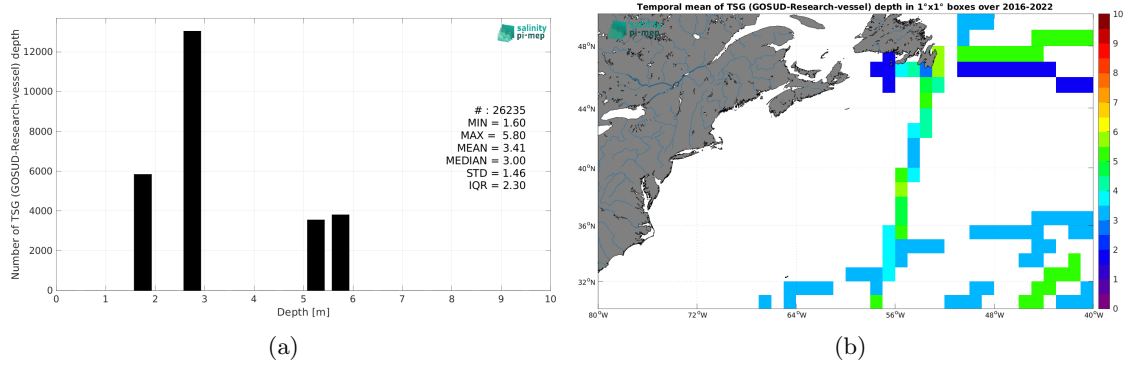 salinity
pi-mep
Number of TSG (GOSUD-Research-vessel) depth
12000
10000
8000
6000
4000
2000
0
# : 26235
MIN = 1.60
MAX = 5.80
MEAN = 3.41
MEDIAN = 3.00
STD = 1.46
IQR = 2.30
0 1 2 3 4 5 6 7 8 9 10
Depth [m]
(a)
Temporal mean of TSG (GOSUD-Research-vessel) depth in 1°x1° boxes over 2016-2022
salinity
pi-mep
48°N
44°N
40°N
36°N
32°N
80°W 72°W 64°W 56°W 48°W 40°W
10
9
8
7
6
5
4
3
2
1
0
(b)